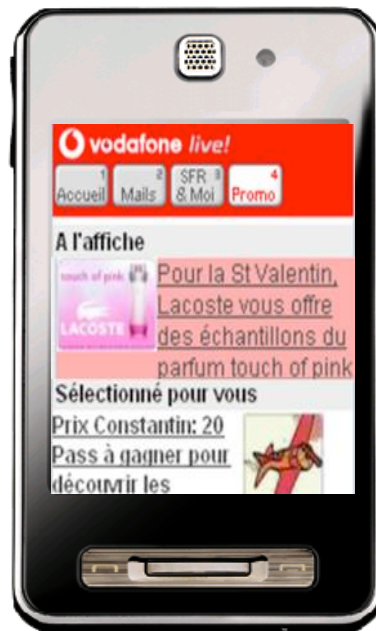 vodafone live!
1 2 3 4
Accueil Mails SFR & Moi Promo
A l'affiche
touch of pink
LACOSTE
Pour la St Valentin,
Lacoste vous offre
des échantillons du
parfum touch of pink
Sélectionné pour vous
Prix Constantin: 20
Pass à gagner pour
découvrir les